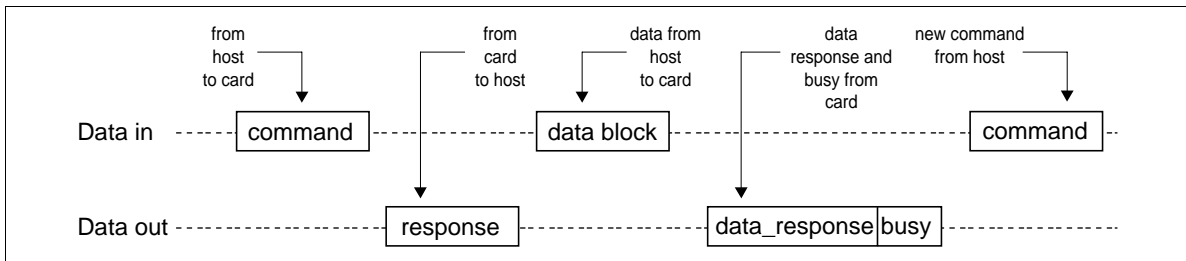 from
host
to card
from
card
to host
data from
host
to card
data
response and
busy from
card
new command
from host
Data in
command
data block
command
Data out
response
data_response
busy